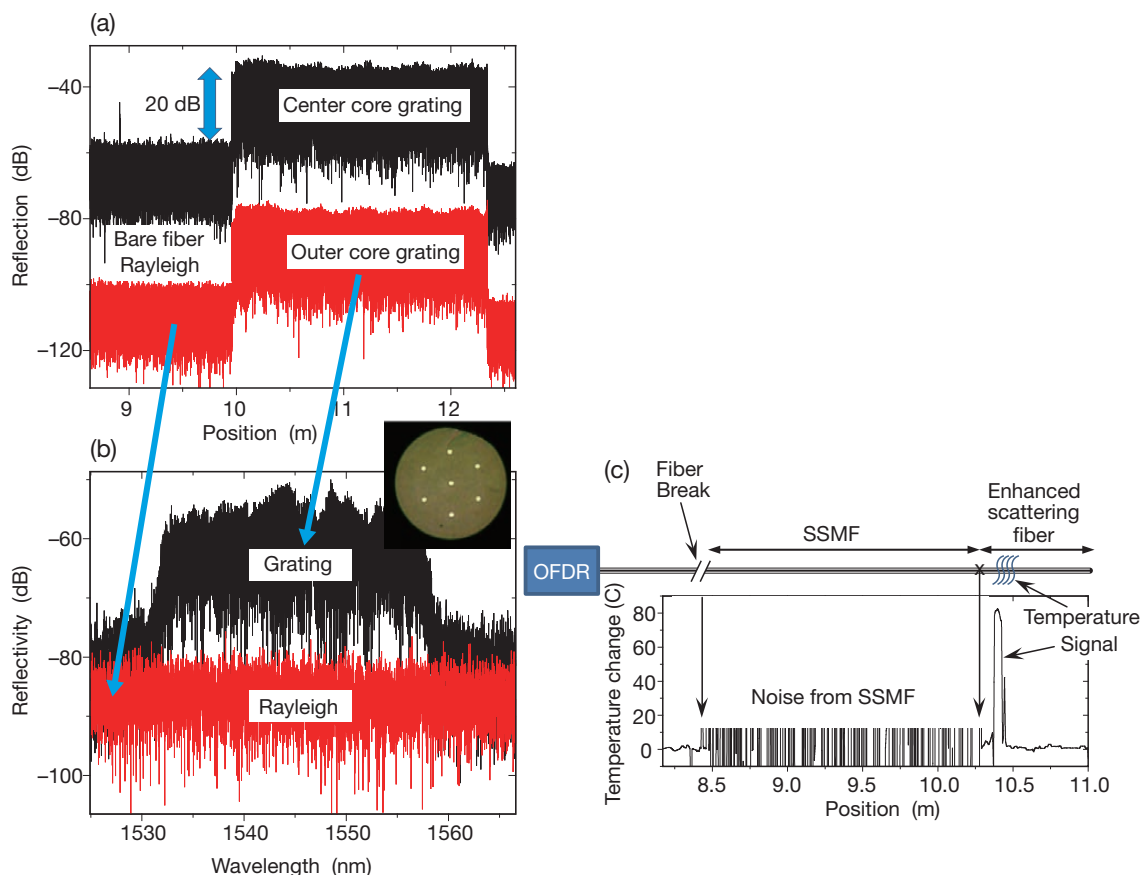 (a)
−40
−80
−120
Reflection (dB)
20 dB
Center core grating
Bare fiber
Rayleigh
Outer core grating
9
10
11
12
Position (m)
(b)
−60
−80
−100
Reflectivity (dB)
Grating
Rayleigh
1530
1540
1550
1560
Wavelength (nm)
(c)
Fiber
Break
SSMF
Enhanced
scattering
fiber
OFDR
x
Temperature
Signal
Noise from SSMF
Temperature change (C)
80
60
40
20
0
8.5
9.0
9.5
10.0
10.5
11.0
Position (m)